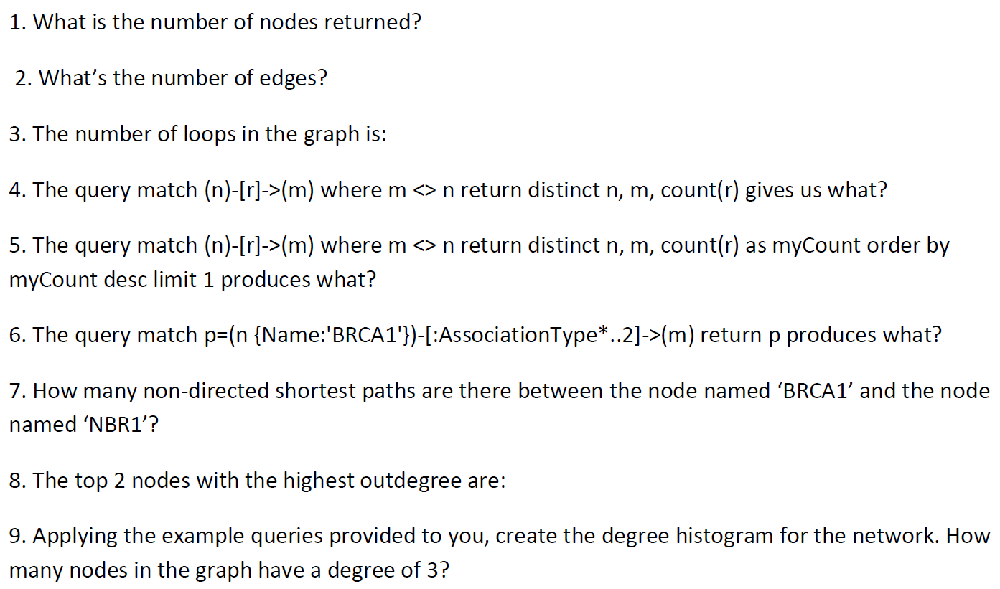 1. What is the number of nodes returned?
2. What’s the number of edges?
3. The number of loops in the graph is:
4. The query match (n)-[r]->(m) where m <> n return distinct n, m, count(r) gives us what?
5. The query match (n)-[r]->(m) where m <> n return distinct n, m, count(r) as myCount order by
myCount desc limit 1 produces what?
6. The query match p=(n {Name:'BRCA1'})-[:AssociationType*..2]->(m) return p produces what?
7. How many non-directed shortest paths are there between the node named ‘BRCA1’ and the node
named ‘NBR1’?
8. The top 2 nodes with the highest outdegree are:
9. Applying the example queries provided to you, create the degree histogram for the network. How
many nodes in the graph have a degree of 3?